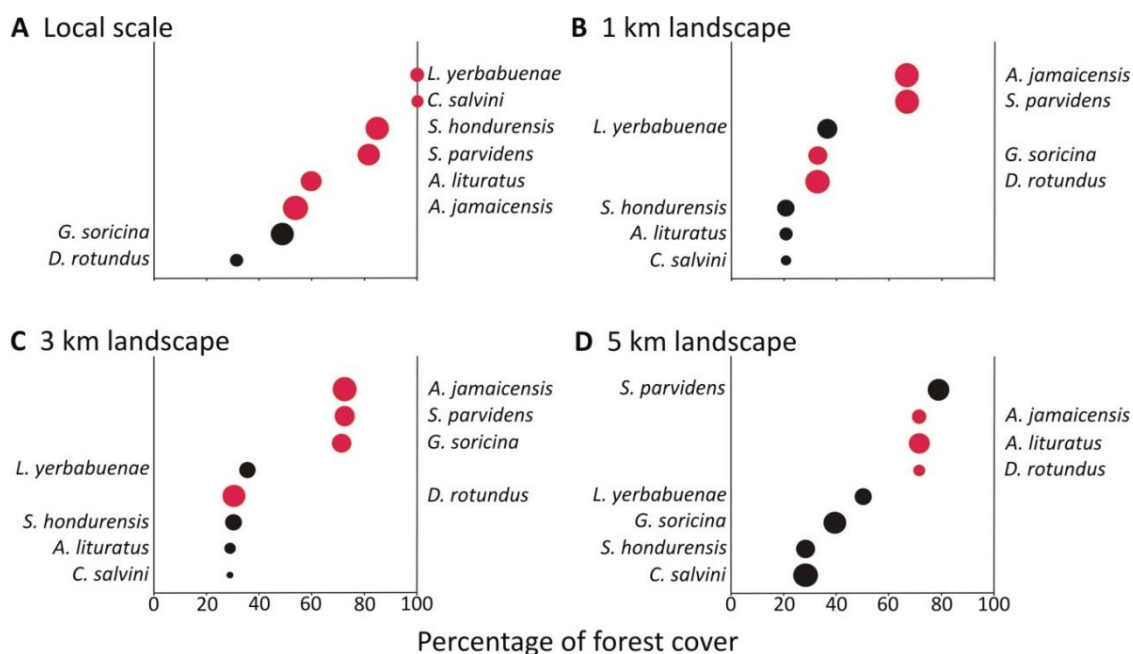 A Local scale
L. yerbabuenae
C. salvini
S. hondurensis
S. parvidens
A. lituratus
A. jamaicensis
G. soricina
D. rotundus
B 1 km landscape
A. jamaicensis
S. parvidens
L. yerbabuenae
G. soricina
D. rotundus
S. hondurensis
A. lituratus
C. salvini
C 3 km landscape
A. jamaicensis
S. parvidens
G. soricina
L. yerbabuenae
D. rotundus
S. hondurensis
A. lituratus
C. salvini
0 20 40 60 80 100
D 5 km landscape
S. parvidens
A. jamaicensis
A. lituratus
D. rotundus
L. yerbabuenae
G. soricina
S. hondurensis
C. salvini
0 20 40 60 80 100
Percentage of forest cover